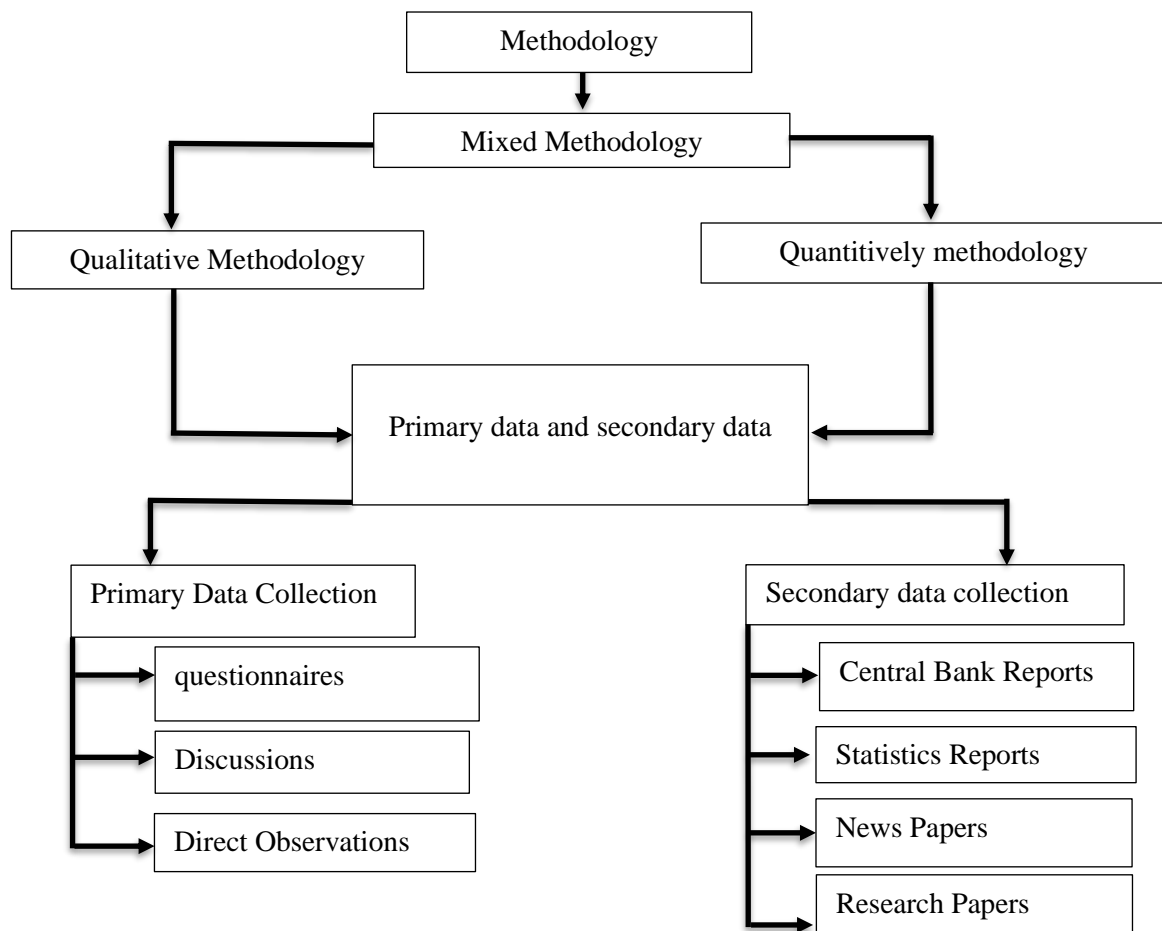 Methodology
Mixed Methodology
Qualitative Methodology
Quantitively methodology
Primary data and secondary data
Primary Data Collection
questionnaires
Discussions
Direct Observations
Secondary data collection
Central Bank Reports
Statistics Reports
News Papers
Research Papers